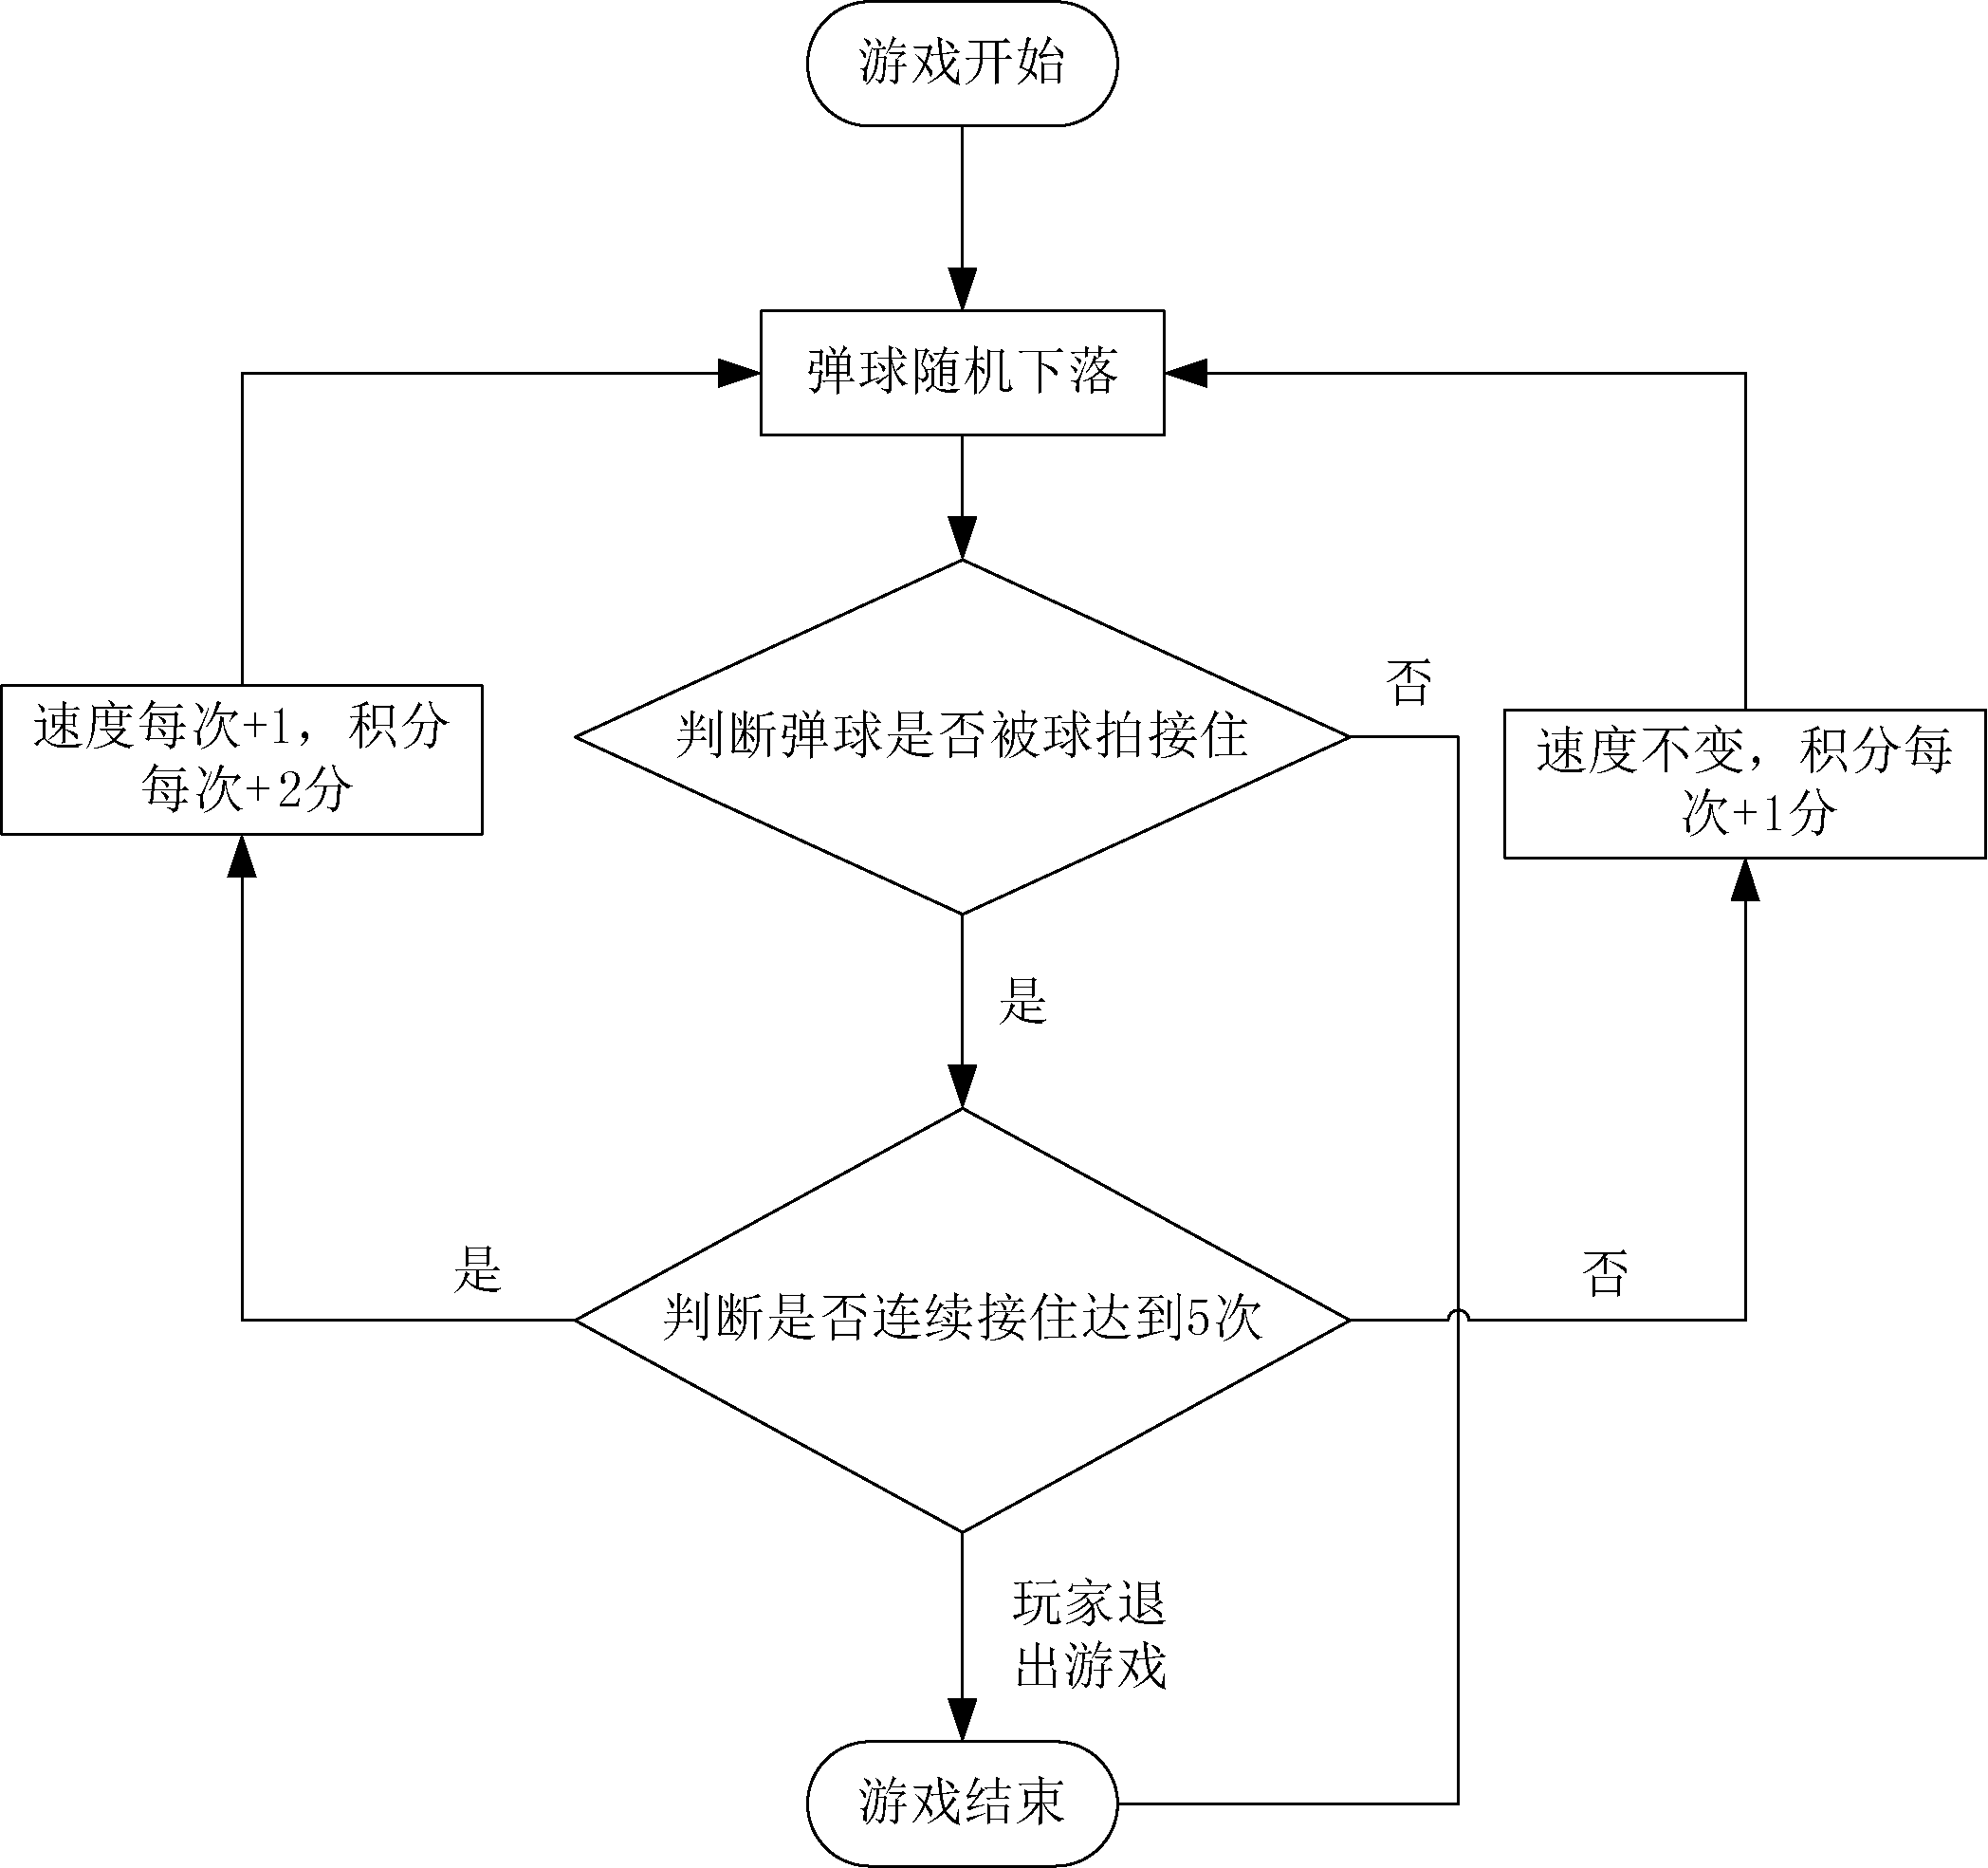 游戏开始
弹球随机下落
否
速度每次+1，积分
每次+2分
判断弹球是否被球拍接住
速度不变，积分每
次+1分
是
是
判断是否连续接住达到5次
否
玩家退
出游戏
游戏结束